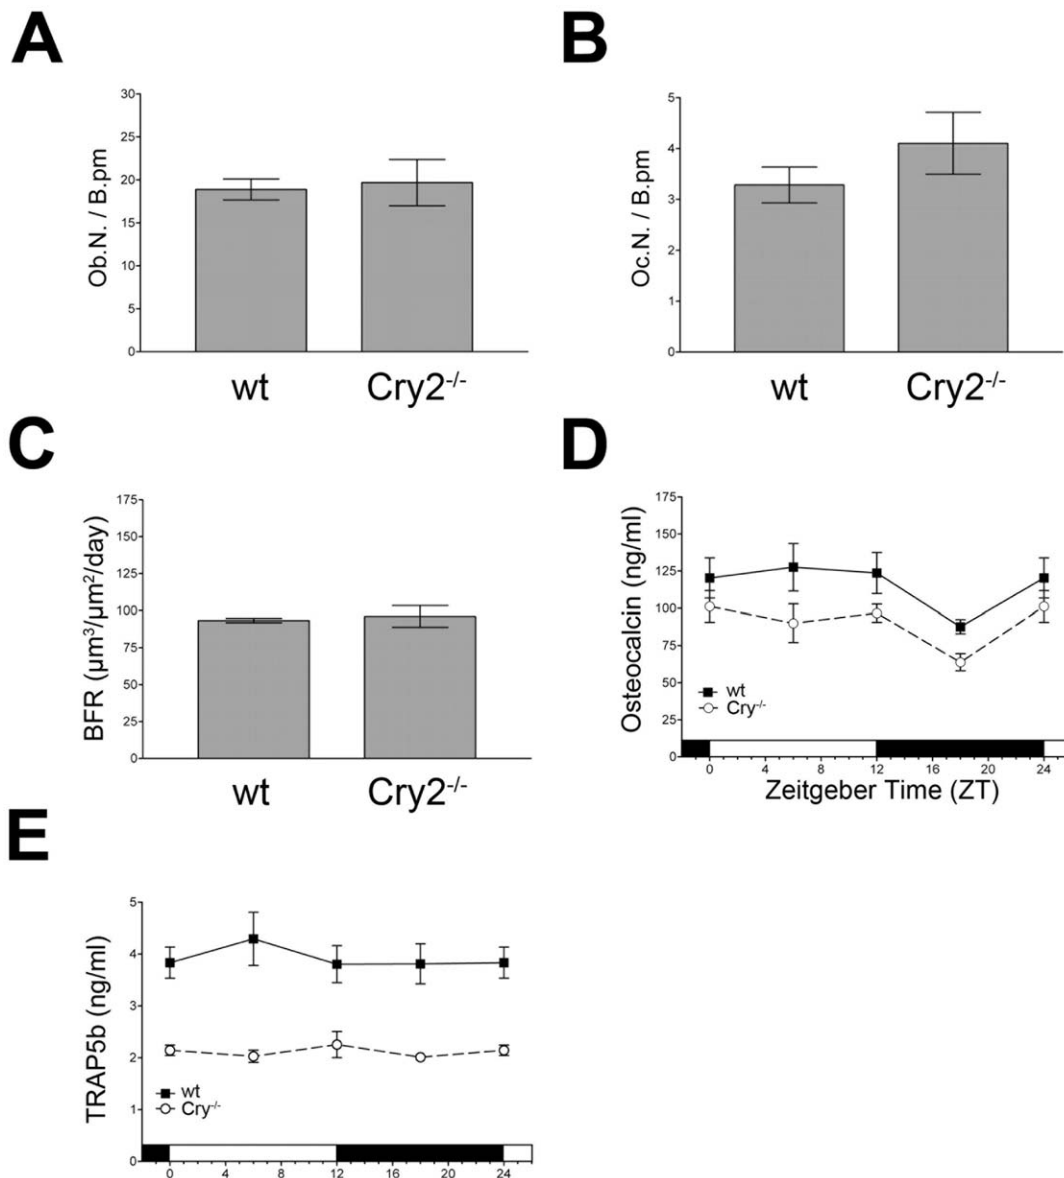 A
Ob.N. / B.pm
30
25
20
15
10
5
0
wt Cry2-/-
B
Oc.N. / B.pm
5
4
3
2
1
0
wt Cry2-/-
C
BFR (μm³/μm²/day)
175
150
125
100
75
50
25
0
wt Cry2-/-
D
Osteocalcin (ng/ml)
175
150
125
100
75
50
25
0
wt
Cry-/-
0 4 8 12 16 20 24
Zeitgeber Time (ZT)
E
TRAP5b (ng/ml)
5
4
3
2
1
0
wt
Cry-/-
0 4 8 12 16 20 24